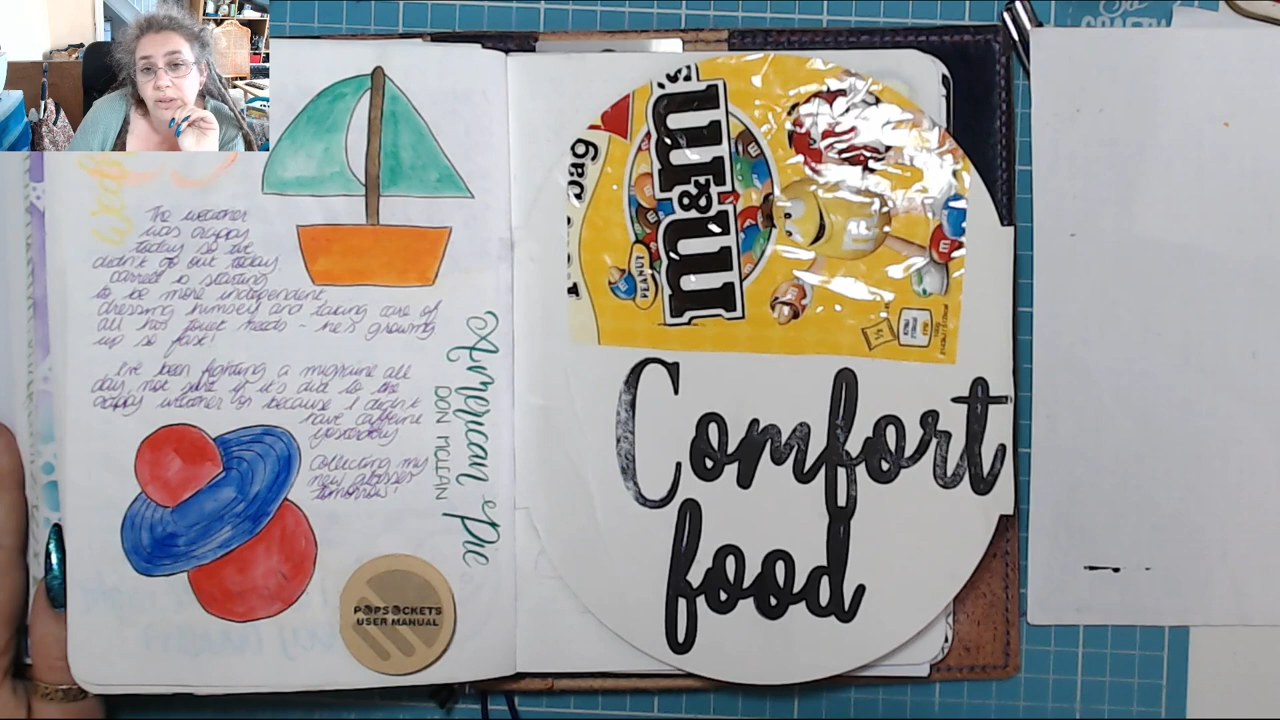 The weather
was crappy
today so we
didn't go out today.
is starting
to be more independent
dressing himself and taking care of
all his toilet needs - he's growing
up so fast!
I've been fighting a migraine all
day, not sure if it's due to the
crappy weather or because I didn't
have caffeine
yesterday
Collecting my
new glasses
tomorrow!
American Pie
DON McLEAN
POPSOCKETS
USER MANUAL
bag
m&m's
PEANUT
Comfort
food